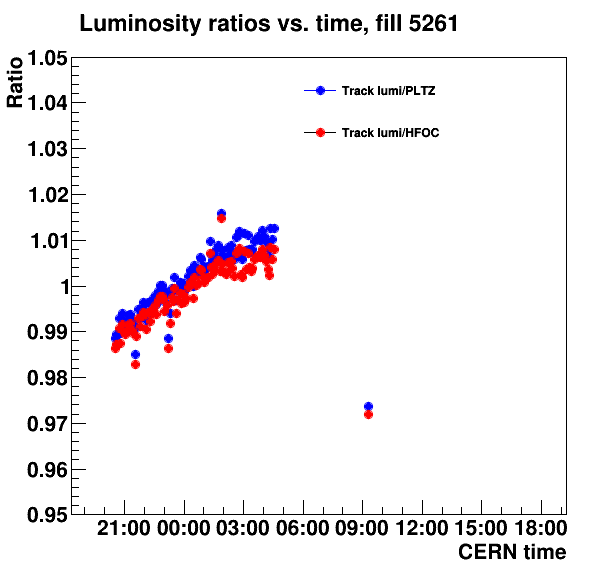 Luminosity ratios vs. time, fill 5261
Ratio
1.05
1.04
1.03
1.02
1.01
1
0.99
0.98
0.97
0.96
0.95
Track lumi/PLTZ
Track lumi/HFOC
21:00 00:00 03:00 06:00 09:00 12:00 15:00 18:00
CERN time